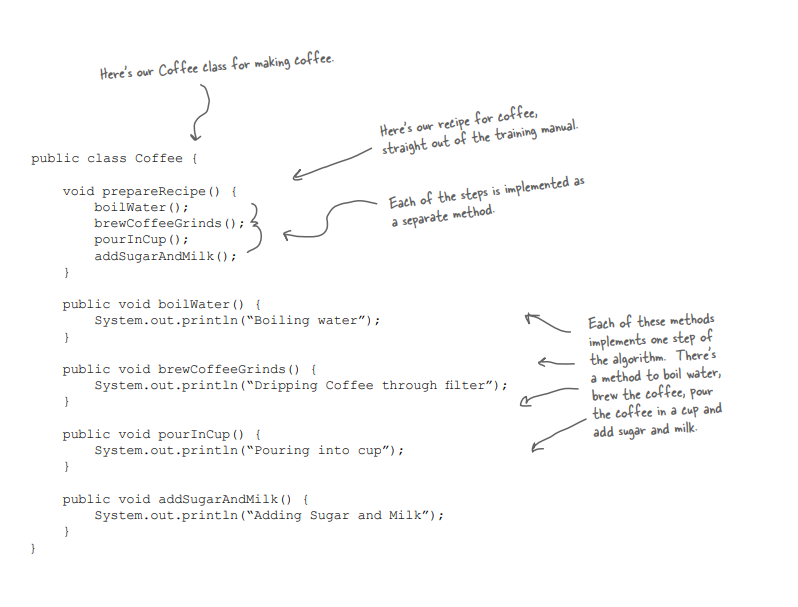 Here's our Coffee class for making coffee.
Here's our recipe for coffee,
straight out of the training manual.
public class Coffee {
void prepareRecipe() {
boilWater();
brewCoffeeGrinds();
pourInCup();
addSugarAndMilk();
}
Each of the steps is implemented as
a separate method.
public void boilWater() {
System.out.println(“Boiling water”);
}
public void brewCoffeeGrinds() {
System.out.println(“Dripping Coffee through filter”);
}
public void pourInCup() {
System.out.println(“Pouring into cup”);
}
public void addSugarAndMilk() {
System.out.println(“Adding Sugar and Milk”);
}
}
Each of these methods
implements one step of
the algorithm. There's
a method to boil water,
brew the coffee, pour
the coffee in a cup and
add sugar and milk.